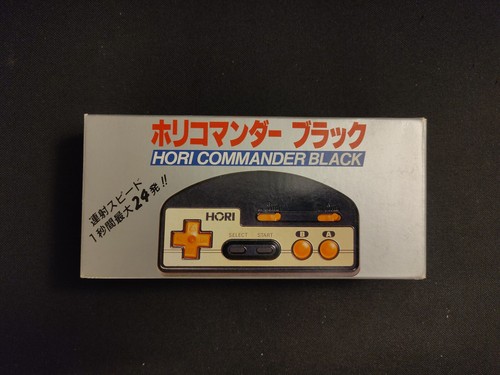 ホリコマンダー ブラック
HORI COMMANDER BLACK
連射スピード
1秒間最大24発!!
HORI
SELECT START
B A